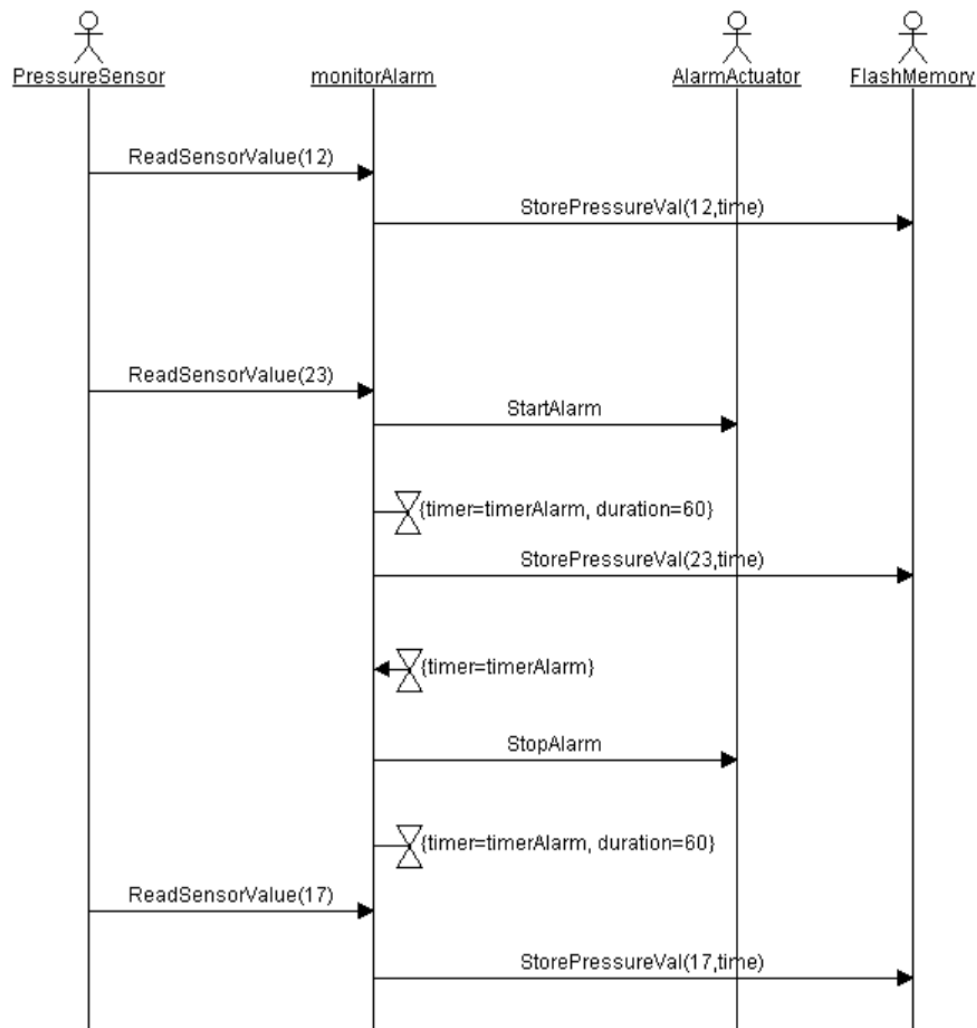 PressureSensor
monitorAlarm
AlarmActuator
FlashMemory
ReadSensorValue(12)
StorePressureVal(12,time)
ReadSensorValue(23)
StartAlarm
{timer=timerAlarm, duration=60}
StorePressureVal(23,time)
{timer=timerAlarm}
StopAlarm
{timer=timerAlarm, duration=60}
ReadSensorValue(17)
StorePressureVal(17,time)